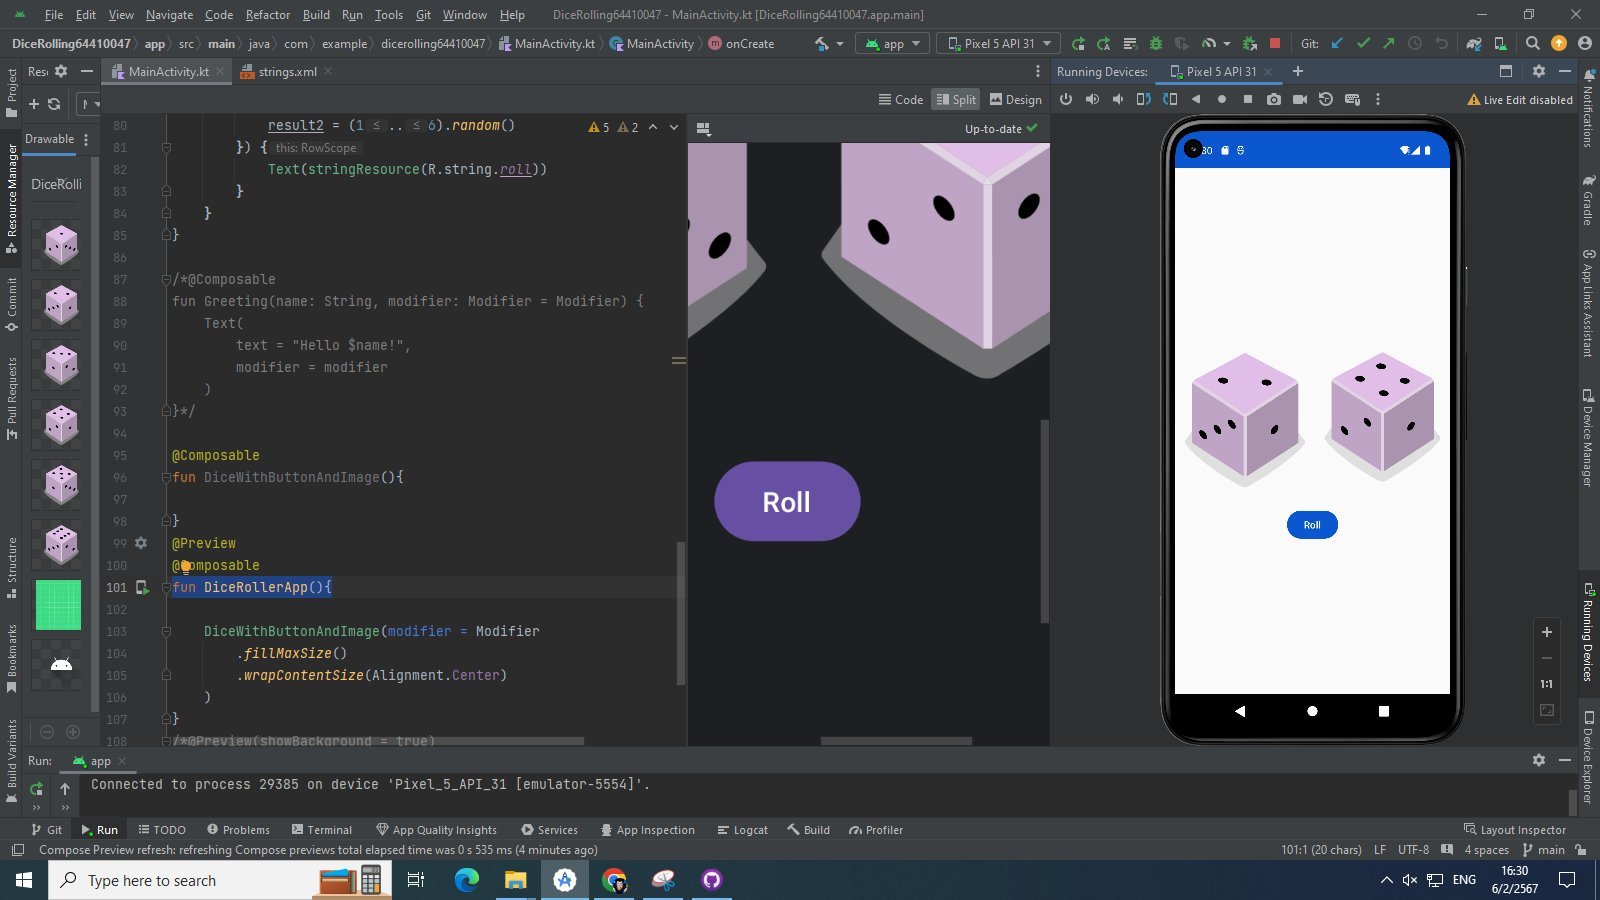 File Edit View Navigate Code Refactor Build Run Tools Git Window Help DiceRolling64410047 - MainActivity.kt [DiceRolling64410047.app.main]
DiceRolling64410047 app src main java com example dicerolling64410047 MainActivity.kt MainActivity onCreate app Pixel 5 API 31 Git:
Project
Resource Manager
Commit
Pull Requests
Structure
Bookmarks
Build Variants
MainActivity.kt strings.xml
Code Split Design
Drawable
DiceRolli
80 result2 = (1 ≤ .. ≤ 6).random() 5 2
81 }) { this: RowScope
82 Text(stringResource(R.string.roll))
83 }
84 }
85 }
86
87 /*@Composable
88 fun Greeting(name: String, modifier: Modifier = Modifier) {
89 Text(
90 text = "Hello $name!",
91 modifier = modifier
92 )
93 }*/
94
95 @Composable
96 fun DiceWithButtonAndImage(){
97
98 }
99 @Preview
100 @Composable
101 fun DiceRollerApp(){
102
103 DiceWithButtonAndImage(modifier = Modifier
104 .fillMaxSize()
105 .wrapContentSize(Alignment.Center)
106 )
107 }
108 /*@Preview(showBackground = true)
Up-to-date
Roll
Running Devices: Pixel 5 API 31
Live Edit disabled
Roll
1:1
Notifications
Gradle
App Links Assistant
Device Manager
Running Devices
Device Explorer
Run: app
Connected to process 29385 on device 'Pixel_5_API_31 [emulator-5554]'.
Git Run TODO Problems Terminal App Quality Insights Services App Inspection Logcat Build Profiler Layout Inspector
Compose Preview refresh: refreshing Compose previews total elapsed time was 0 s 535 ms (4 minutes ago) 101:1 (20 chars) LF UTF-8 4 spaces main
Type here to search ENG 16:30
6/2/2567